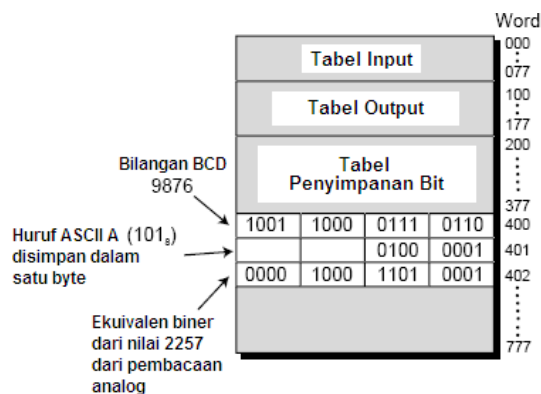 Word
Tabel Input
000
077
Tabel Output
100
177
Tabel
Penyimpanan Bit
200
377
Bilangan BCD
9876
1001 1000 0111 0110 400
Huruf ASCII A (101₈)
disimpan dalam
satu byte
0100 0001 401
0000 1000 1101 0001 402
Ekuivalen biner
dari nilai 2257
dari pembacaan
analog
777